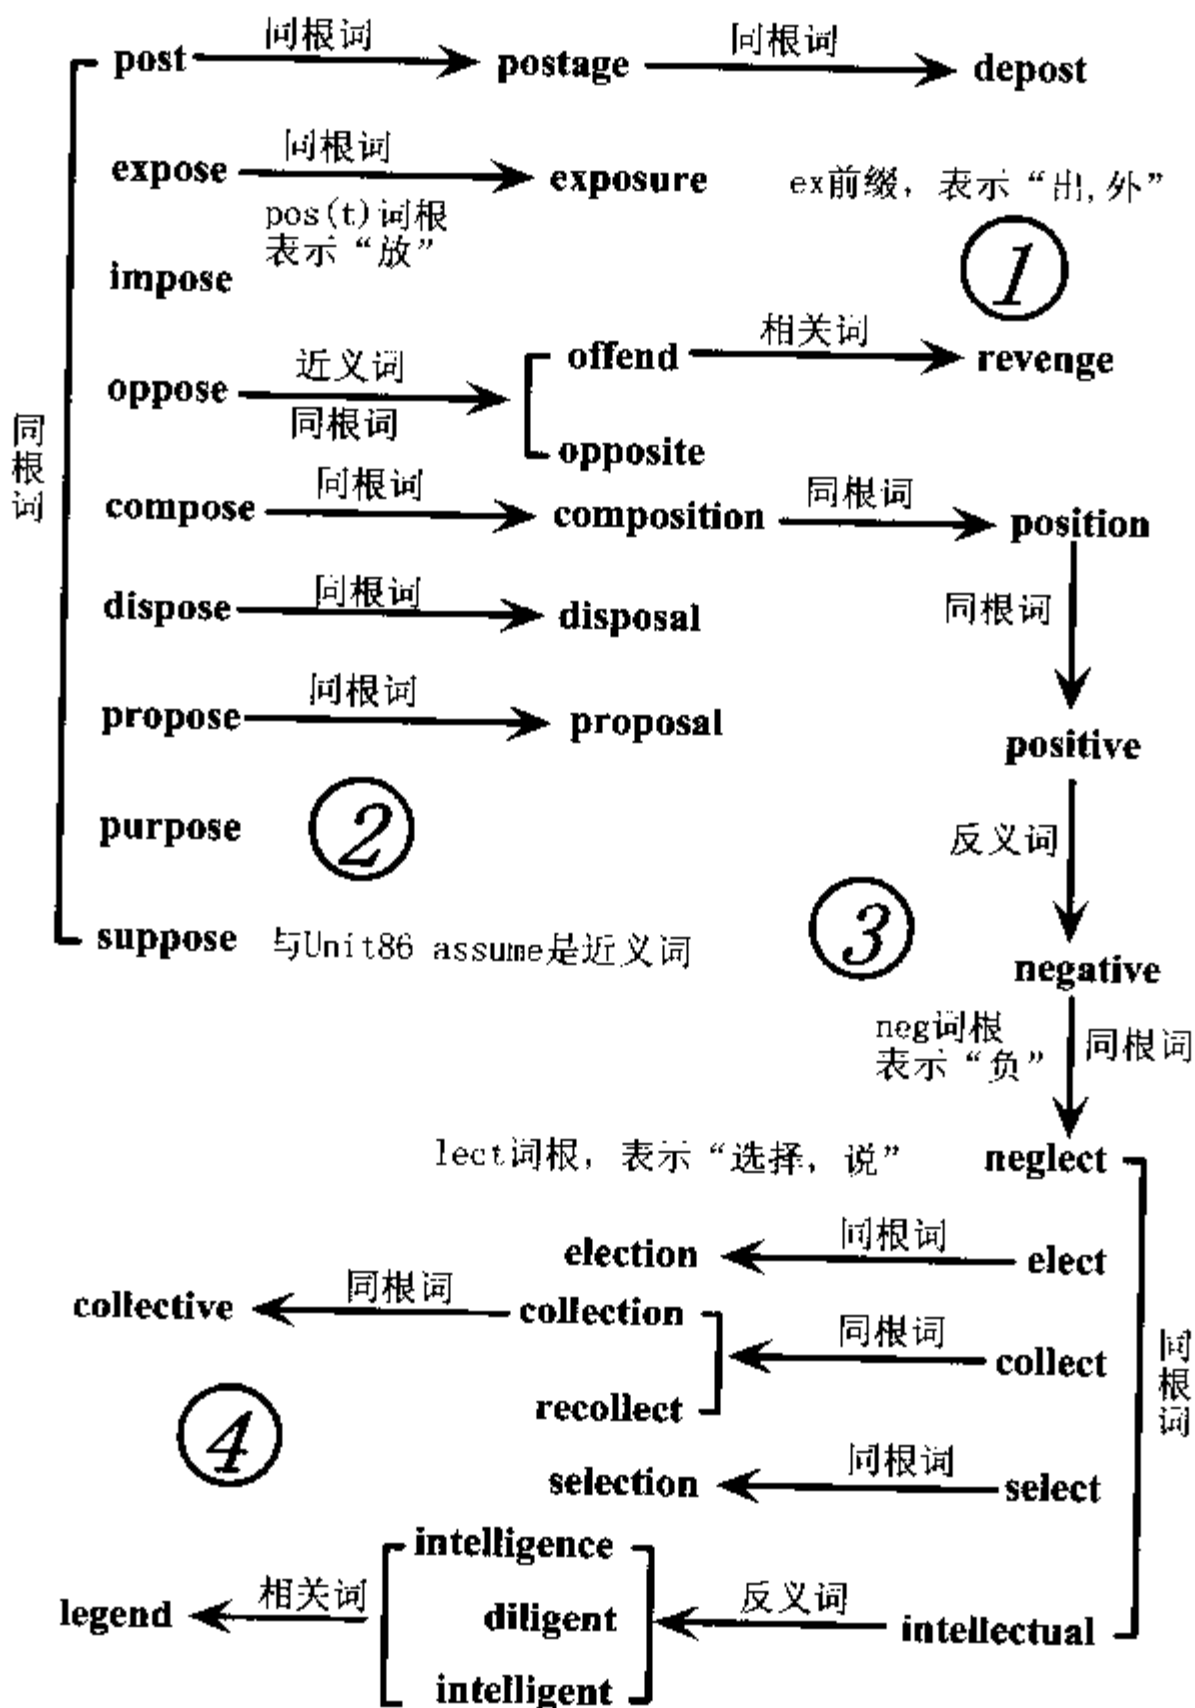 同根词 同根词
post postage depost
同根词
expose exposure ex前缀，表示“出，外”
pos(t)词根
表示“放”
①
impose
相关词
offend revenge
近义词
oppose
同根词
opposite
同根词
同根词 同根词
compose composition position
同根词
dispose disposal
同根词
同根词
propose proposal
positive
purpose ②
反义词
③
suppose 与Unit86 assume是近义词
negative
neg词根
表示“负”
同根词
lect词根，表示“选择，说” neglect
同根词
election elect
同根词
collective collection
同根词
collect
同根词
recollect
④
同根词
selection select
intelligence
相关词 反义词
legend diligent intellectual
intelligent